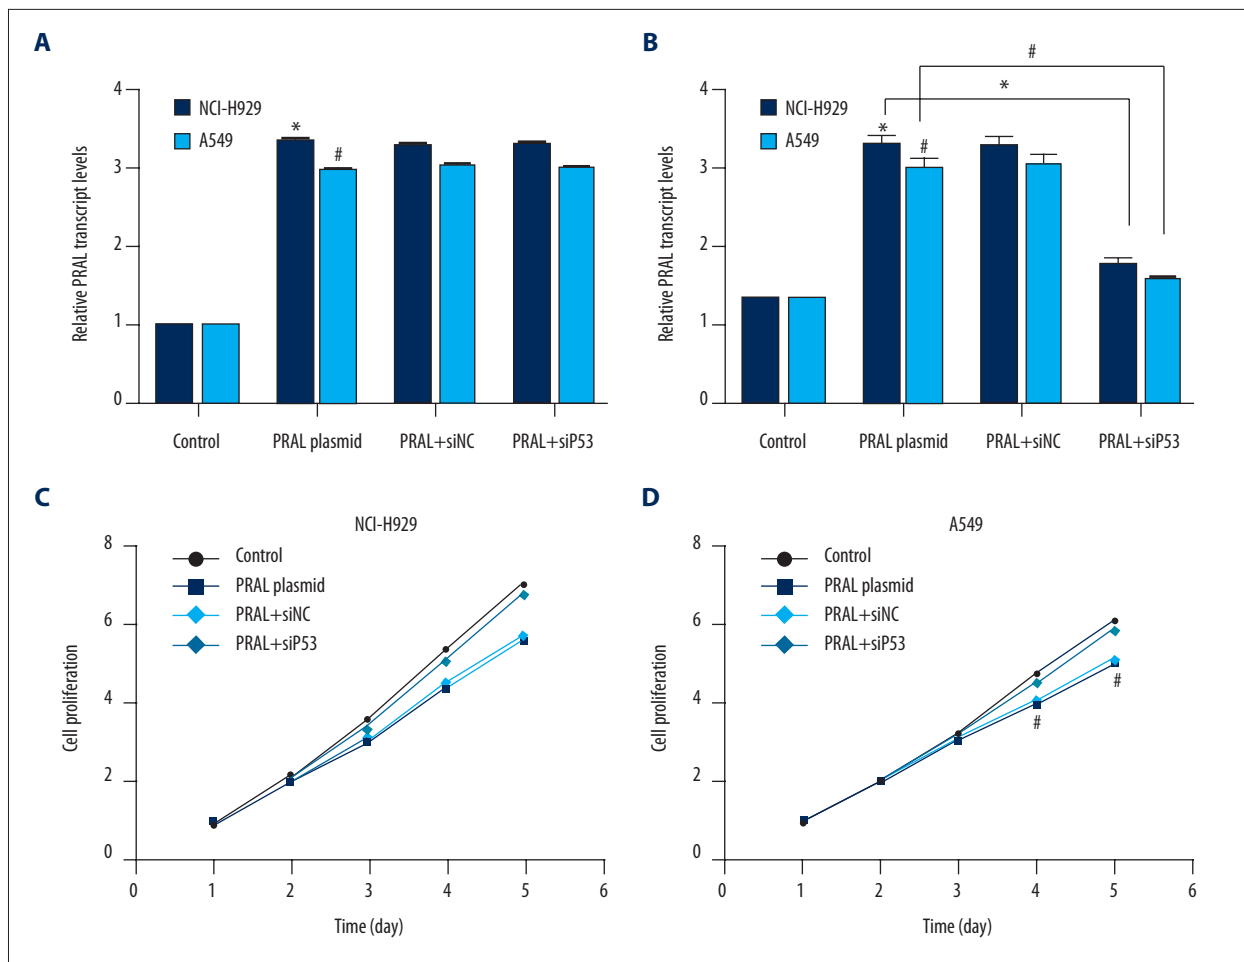 A
NCI-H929
A549
Relative PRAL transcript levels
4
3
2
1
0
*
#
Control
PRAL plasmid
PRAL+siNC
PRAL+siP53
B
NCI-H929
A549
Relative PRAL transcript levels
4
3
2
1
0
#
*
*
#
Control
PRAL plasmid
PRAL+siNC
PRAL+siP53
C
NCI-H929
Control
PRAL plasmid
PRAL+siNC
PRAL+siP53
Cell proliferation
8
6
4
2
0
0
1
2
3
4
5
6
Time (day)
D
A549
Control
PRAL plasmid
PRAL+siNC
PRAL+siP53
Cell proliferation
8
6
4
2
0
#
#
0
1
2
3
4
5
6
Time (day)